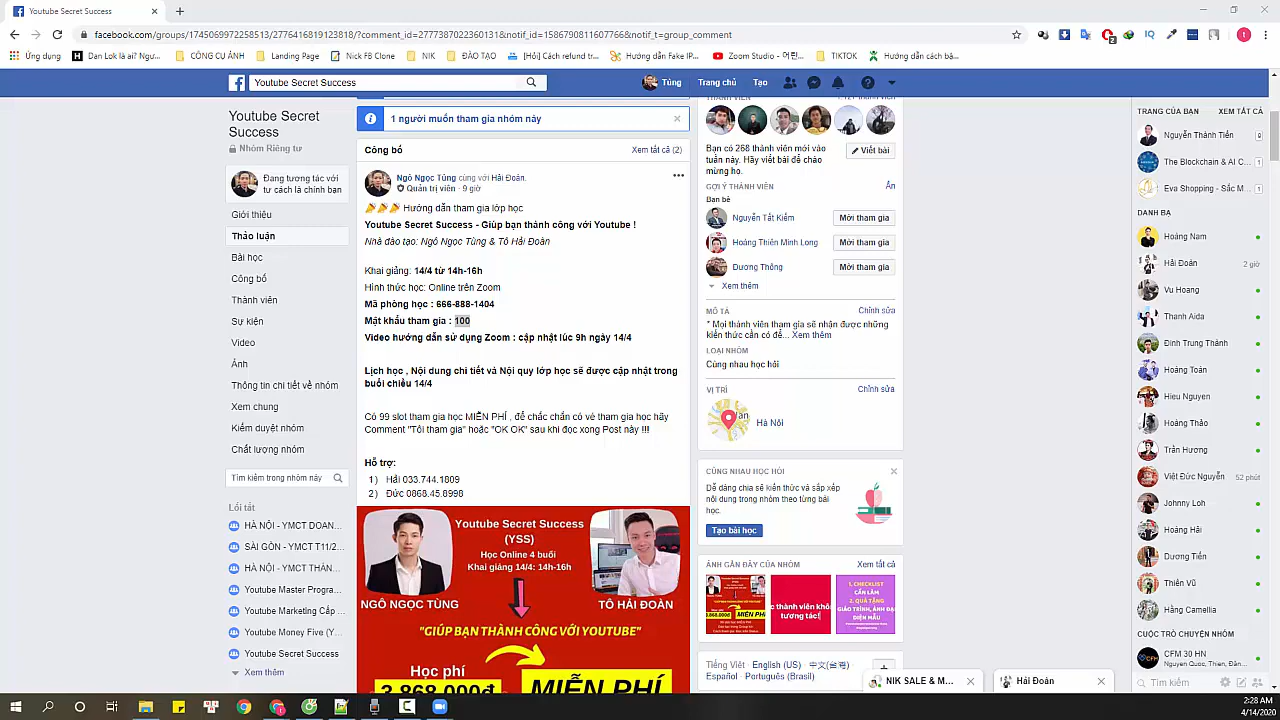 Youtube Secret Success
facebook.com/groups/1745069972258513/2776416819123818/?comment_id=2777387022360131&notif_id=1586790811607766&notif_t=group_comment
Ứng dụng
Dan Lok là ai? Ngư...
CÔNG CỤ ẢNH
Landing Page
Nick FB Clone
NIK
ĐÀO TẠO
[Hỏi] Cách refund tr...
Hướng dẫn Fake IP...
Zoom Studio - 어린...
TIKTOK
Hướng dẫn cách bậ...
Youtube Secret Success
Tùng
Trang chủ
Tạo
Youtube Secret
Success
Nhóm Riêng tư
Đang tương tác với
tư cách là chính bạn
Giới thiệu
Thảo luận
Bài học
Công bố
Thành viên
Sự kiện
Video
Ảnh
Thông tin chi tiết về nhóm
Xem chung
Kiểm duyệt nhóm
Chất lượng nhóm
Tìm kiếm trong nhóm này
Lối tắt
HÀ NỘI - YMCT DOAN...
SÀI GÒN - YMCT T11/2...
HÀ NỘI - YMCT THÁN...
Youtube Master Progra...
Youtube Marketing Cấp ...
Youtube Money Five (Y...
Youtube Secret Success
Xem thêm
1 người muốn tham gia nhóm này
Công bố
Xem tất cả (2)
Ngô Ngọc Tùng cùng với Hải Đoàn.
Quản trị viên · 9 giờ
Hướng dẫn tham gia lớp học
Youtube Secret Success - Giúp bạn thành công với Youtube !
Nhà đào tạo: Ngô Ngọc Tùng & Tô Hải Đoàn
Khai giảng: 14/4 từ 14h-16h
Hình thức học: Online trên Zoom
Mã phòng học : 666-888-1404
Mật khẩu tham gia : 100
Video hướng dẫn sử dụng Zoom : cập nhật lúc 9h ngày 14/4
Lịch học , Nội dung chi tiết và Nội quy lớp học sẽ được cập nhật trong
buổi chiều 14/4
Có 99 slot tham gia học MIỄN PHÍ , để chắc chắn có vé tham gia học hãy
Comment "Tôi tham gia" hoặc "OK OK" sau khi đọc xong Post này !!!
Hỗ trợ:
1) Hải 033.744.1809
2) Đức 0868.45.8998
Youtube Secret Success
(YSS)
Học Online 4 buổi
Khai giảng 14/4: 14h-16h
NGÔ NGỌC TÙNG
TÔ HẢI ĐOÀN
"GIÚP BẠN THÀNH CÔNG VỚI YOUTUBE"
Học phí
3.868.000đ
MIỄN PHÍ
Bạn có 268 thành viên mới vào
tuần này. Hãy viết bài để chào
mừng họ.
Viết bài
GỢI Ý THÀNH VIÊN
Ẩn
Bạn bè
Nguyễn Tất Kiểm
Mời tham gia
Hoàng Thiên Minh Long
Mời tham gia
Dương Thông
Mời tham gia
Xem thêm
MÔ TẢ
Chỉnh sửa
* Mọi thành viên tham gia sẽ nhận được những
kiến thức cần có để... Xem thêm
LOẠI NHÓM
Cùng nhau học hỏi
VỊ TRÍ
Chỉnh sửa
Hà Nội
CÙNG NHAU HỌC HỎI
Dễ dàng chia sẻ kiến thức và sắp xếp
nội dung trong nhóm theo từng bài
học.
Tạo bài học
ẢNH GẦN ĐÂY CỦA NHÓM
Xem tất cả
1. CHECKLIST
CẦN LÀM
2. QUÀ TẶNG
Tiếng Việt · English (US) · 中文(台灣) ·
Español · Português (Brasil)
TRANG CỦA BẠN
XEM TẤT CẢ
Nguyễn Thành Tiến
9
The Blockchain & AI C...
1
Eva Shopping - Sắc M...
1
DANH BẠ
Hoàng Nam
Hải Đoàn
2 giờ
Vu Hoang
Thanh Aida
Đinh Trung Thành
Hoàng Toản
Hieu Nguyen
Hoàng Thảo
Trần Hương
Việt Đức Nguyễn
52 phút
Johnny Loh
Hoàng Hải
Dương Tiến
Thiên Vũ
Hằng Camellia
CUỘC TRÒ CHUYỆN NHÓM
CFM 30 HN
Nguyen Quoc, Thien, Đàn...
Tìm kiếm
NIK SALE & M...
Hải Đoàn
2:28 AM
4/14/2020